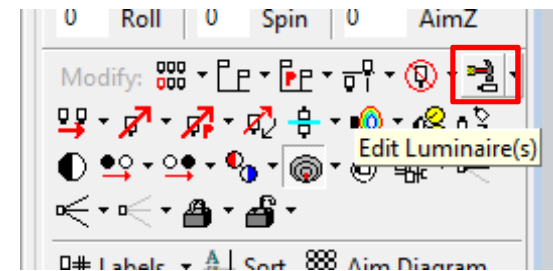 0 Roll 0 Spin 0 AimZ
Modify:
Edit Luminaire(s)
Labels Sort Aim Diagram